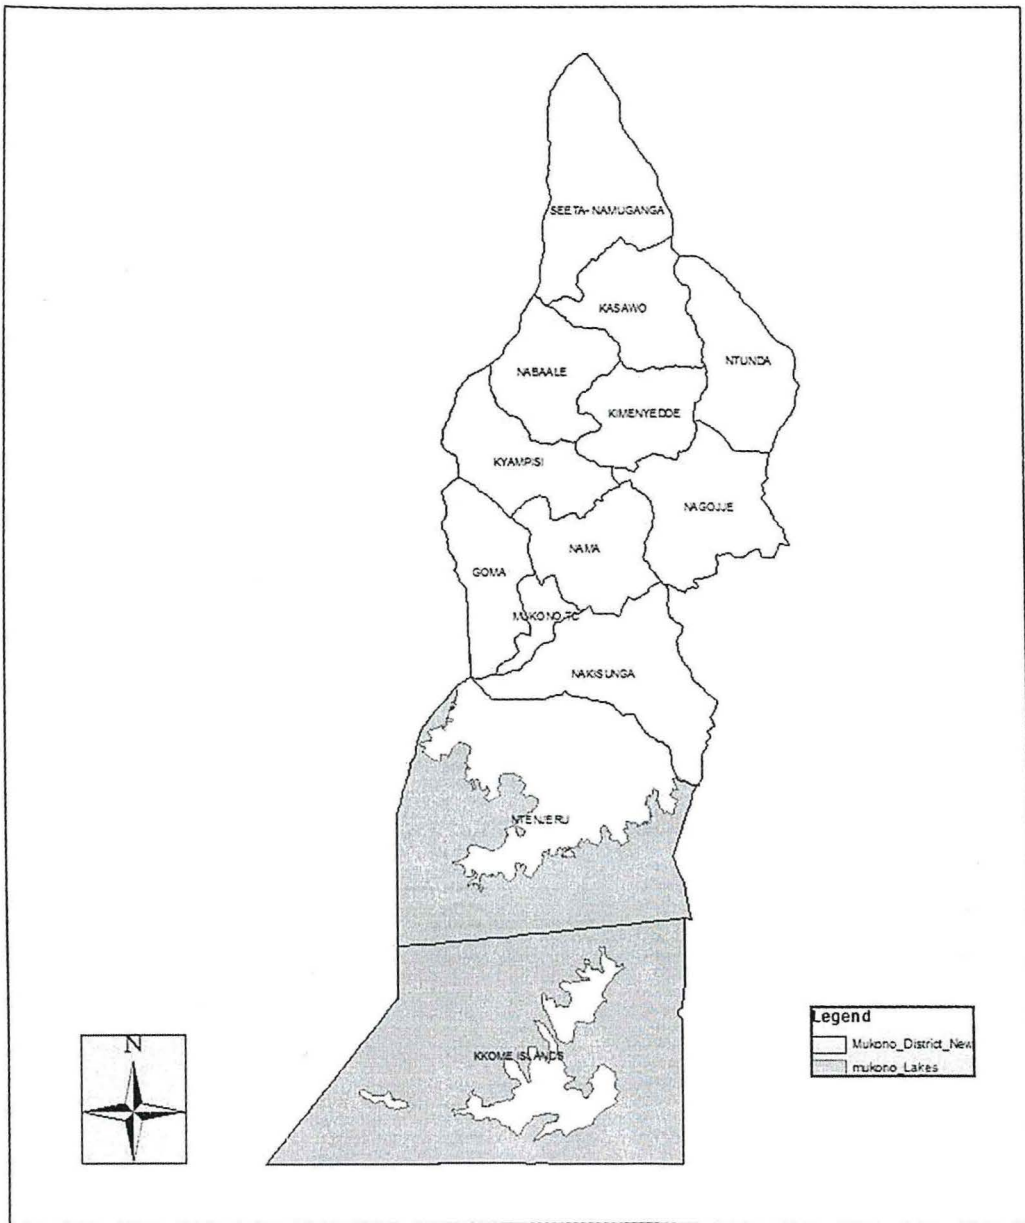 SEETA- NAMUGANGA
KASAWO
NTUNDA
NABAALE
KIMENYEDDE
KYAMPISI
NAGOJJE
NAMA
GOMA
MUKONO TC
NAKISUNGA
NTENJERU
KKOME ISLANDS
N
Legend
Mukono_District_New
mukono_Lakes